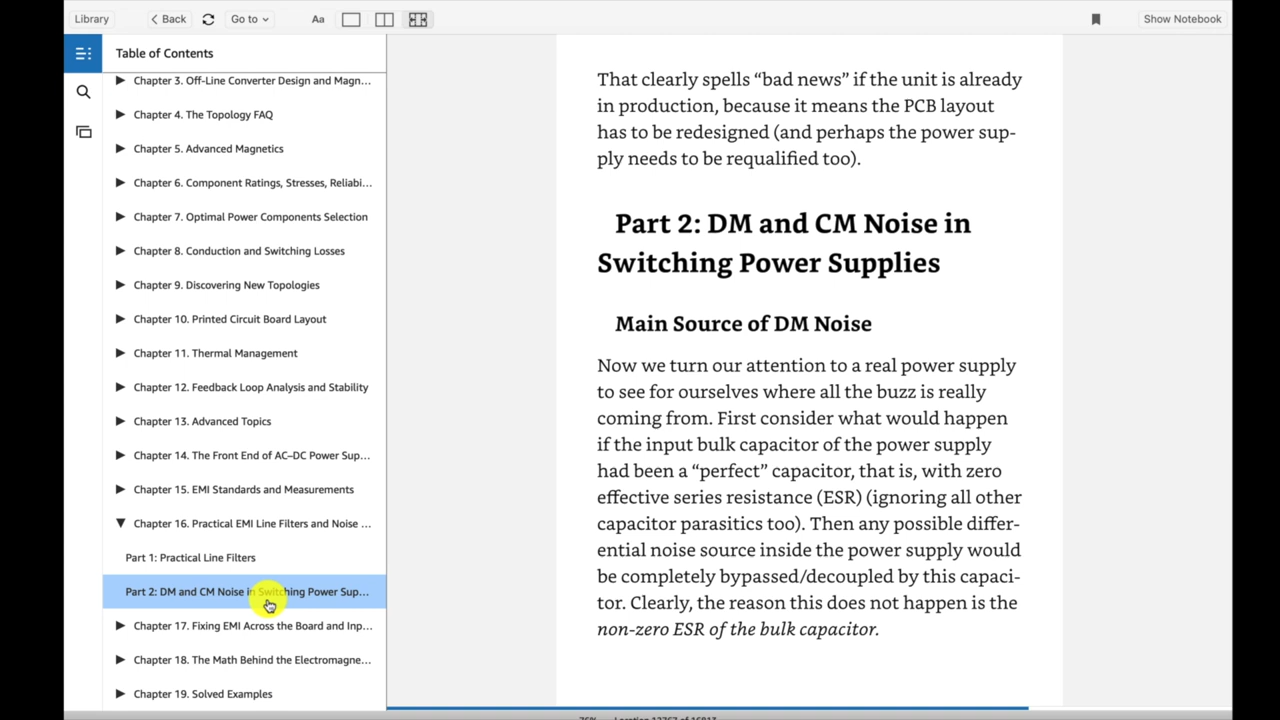 Library
Back
Go to
Aa
Show Notebook
Table of Contents
Chapter 3. Off-Line Converter Design and Magn...
Chapter 4. The Topology FAQ
Chapter 5. Advanced Magnetics
Chapter 6. Component Ratings, Stresses, Reliabi...
Chapter 7. Optimal Power Components Selection
Chapter 8. Conduction and Switching Losses
Chapter 9. Discovering New Topologies
Chapter 10. Printed Circuit Board Layout
Chapter 11. Thermal Management
Chapter 12. Feedback Loop Analysis and Stability
Chapter 13. Advanced Topics
Chapter 14. The Front End of AC–DC Power Sup...
Chapter 15. EMI Standards and Measurements
Chapter 16. Practical EMI Line Filters and Noise ...
Part 1: Practical Line Filters
Part 2: DM and CM Noise in Switching Power Sup...
Chapter 17. Fixing EMI Across the Board and Inp...
Chapter 18. The Math Behind the Electromagne...
Chapter 19. Solved Examples
That clearly spells “bad news” if the unit is already
in production, because it means the PCB layout
has to be redesigned (and perhaps the power sup-
ply needs to be requalified too).
Part 2: DM and CM Noise in
Switching Power Supplies
Main Source of DM Noise
Now we turn our attention to a real power supply
to see for ourselves where all the buzz is really
coming from. First consider what would happen
if the input bulk capacitor of the power supply
had been a “perfect” capacitor, that is, with zero
effective series resistance (ESR) (ignoring all other
capacitor parasitics too). Then any possible differ-
ential noise source inside the power supply would
be completely bypassed/decoupled by this capaci-
tor. Clearly, the reason this does not happen is the
non-zero ESR of the bulk capacitor.